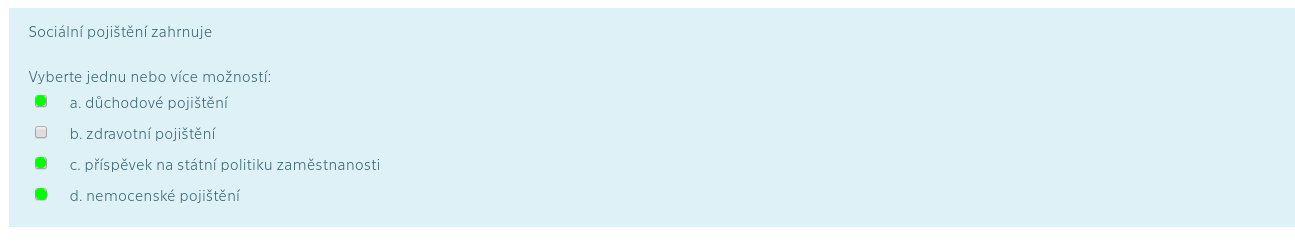 Sociální pojištění zahrnuje
Vyberte jednu nebo více možností:
a. důchodové pojištění
b. zdravotní pojištění
c. příspěvek na státní politiku zaměstnanosti
d. nemocenské pojištění